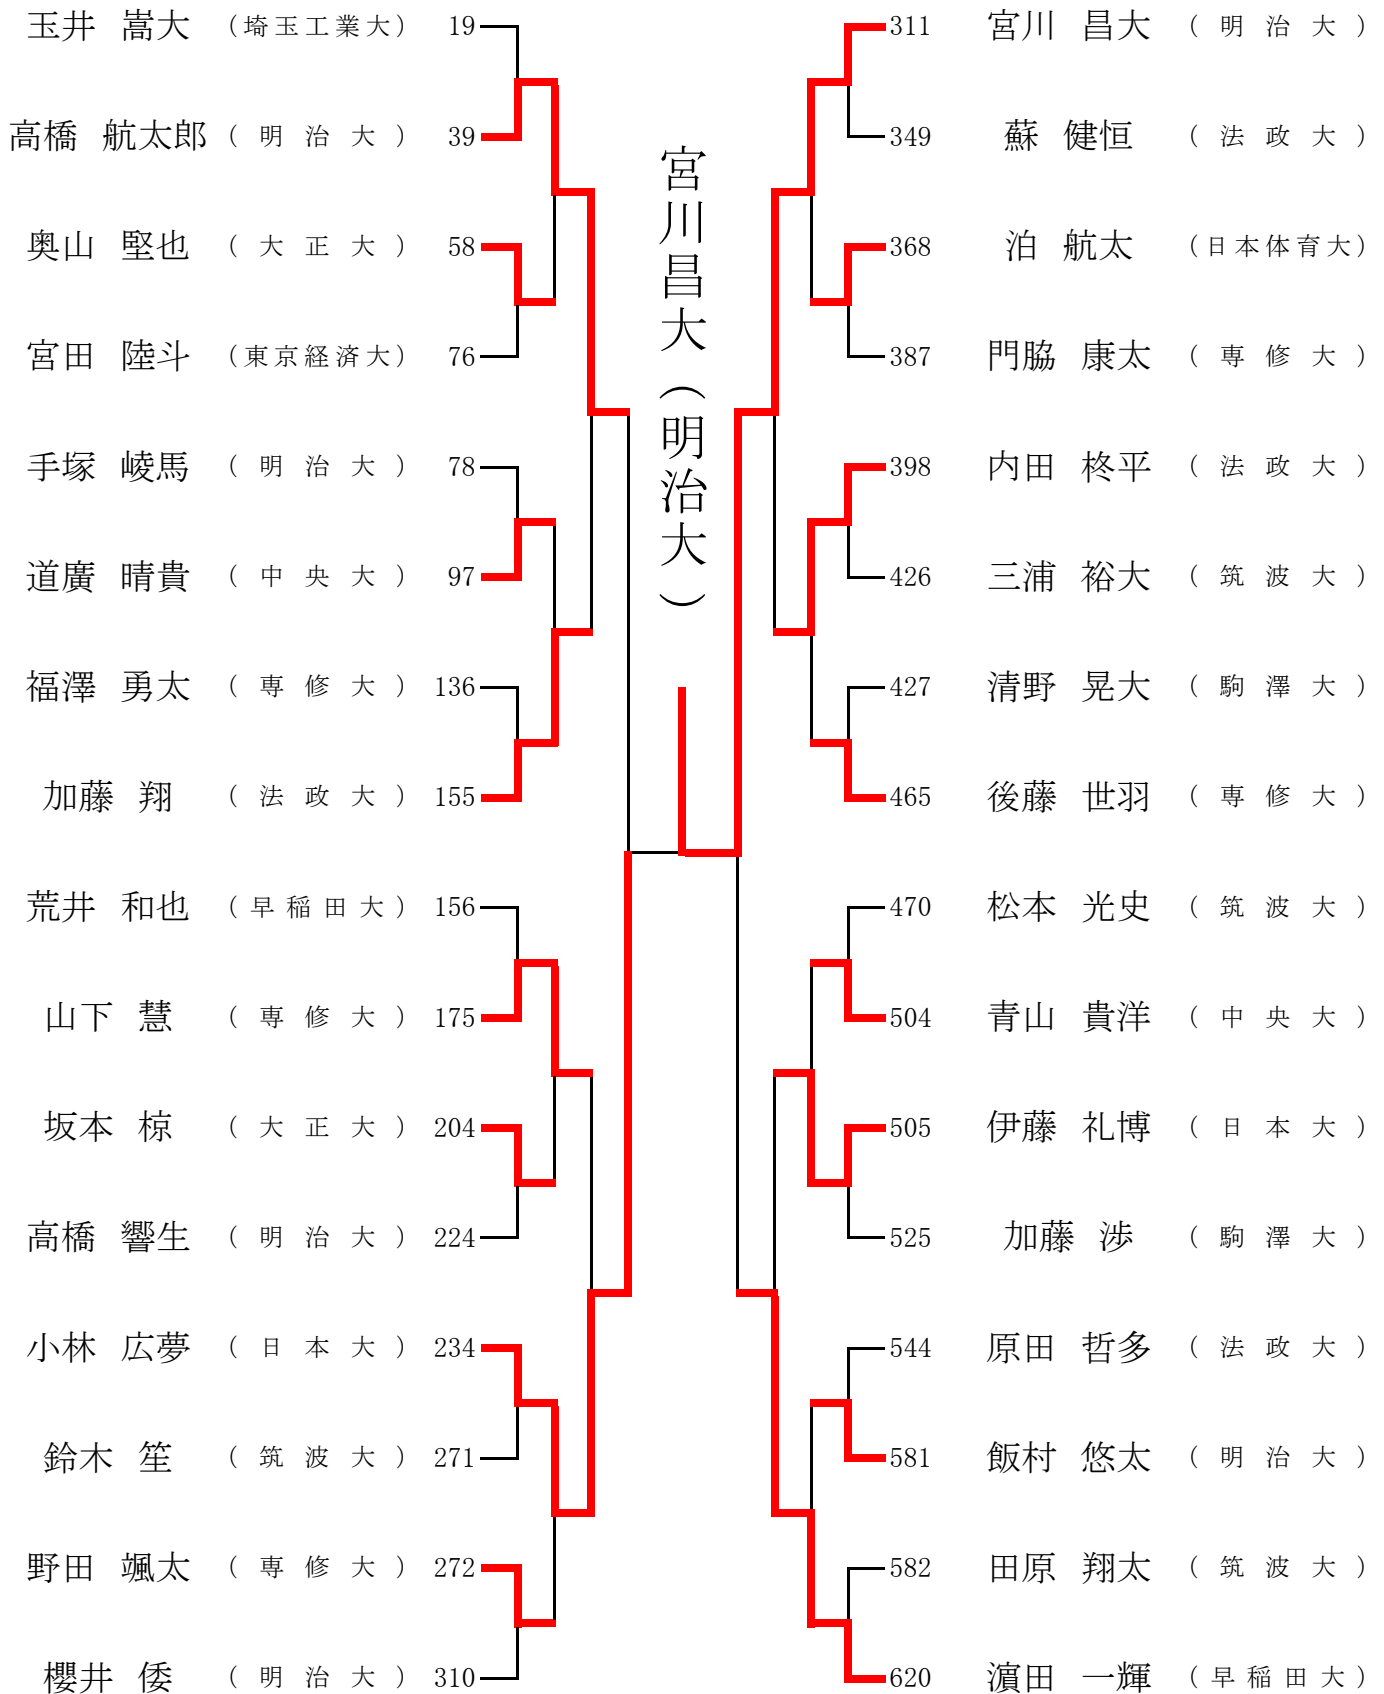 玉井 嵩大 (埼玉工業大) 19
高橋 航太郎 (明治大) 39
奥山 堅也 (大正大) 58
宮田 陸斗 (東京経済大) 76
手塚 崚馬 (明治大) 78
道廣 晴貴 (中央大) 97
福澤 勇太 (専修大) 136
加藤 翔 (法政大) 155
荒井 和也 (早稲田大) 156
山下 慧 (専修大) 175
坂本 椋 (大正大) 204
高橋 響生 (明治大) 224
小林 広夢 (日本大) 234
鈴木 笙 (筑波大) 271
野田 颯太 (専修大) 272
櫻井 倭 (明治大) 310
宮川昌大(明治大)
311 宮川 昌大 (明治大)
349 蘇 健恒 (法政大)
368 泊 航太 (日本体育大)
387 門脇 康太 (専修大)
398 内田 柊平 (法政大)
426 三浦 裕大 (筑波大)
427 清野 晃大 (駒澤大)
465 後藤 世羽 (専修大)
470 松本 光史 (筑波大)
504 青山 貴洋 (中央大)
505 伊藤 礼博 (日本大)
525 加藤 渉 (駒澤大)
544 原田 哲多 (法政大)
581 飯村 悠太 (明治大)
582 田原 翔太 (筑波大)
620 濵田 一輝 (早稲田大)